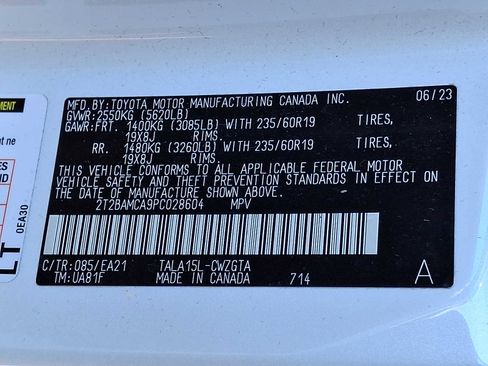 MFD.BY:TOYOTA MOTOR MANUFACTURING CANADA INC. 06/23
GVWR:2550KG (5620LB)
GAWR:FRT. 1400KG (3085LB) WITH 235/60R19 TIRES,
19X8J RIMS.
RR. 1480KG (3260LB) WITH 235/60R19 TIRES,
19X8J RIMS.
THIS VEHICLE CONFORMS TO ALL APPLICABLE FEDERAL MOTOR
VEHICLE SAFETY AND THEFT PREVENTION STANDARDS IN EFFECT ON
THE DATE OF MANUFACTURE SHOWN ABOVE.
2T2BAMCA9PC028604 MPV
C/TR:085/EA21 TALA15L-CWZGTA A
TM:UA81F MADE IN CANADA 714
0EA30
LT